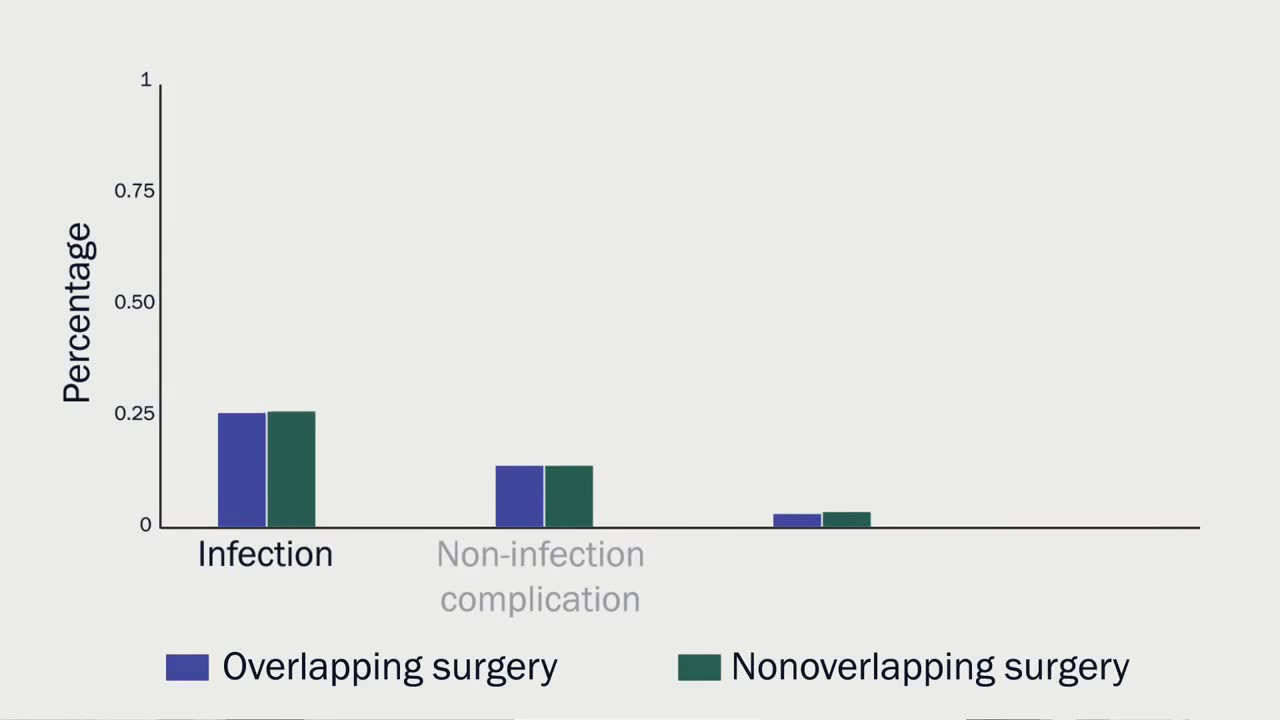 1
0.75
0.50
0.25
0
Percentage
Infection
Non-infection
complication
Overlapping surgery
Nonoverlapping surgery